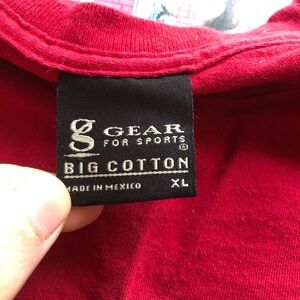 g GEAR
FOR SPORTS®
BIG COTTON
MADE IN MEXICO XL